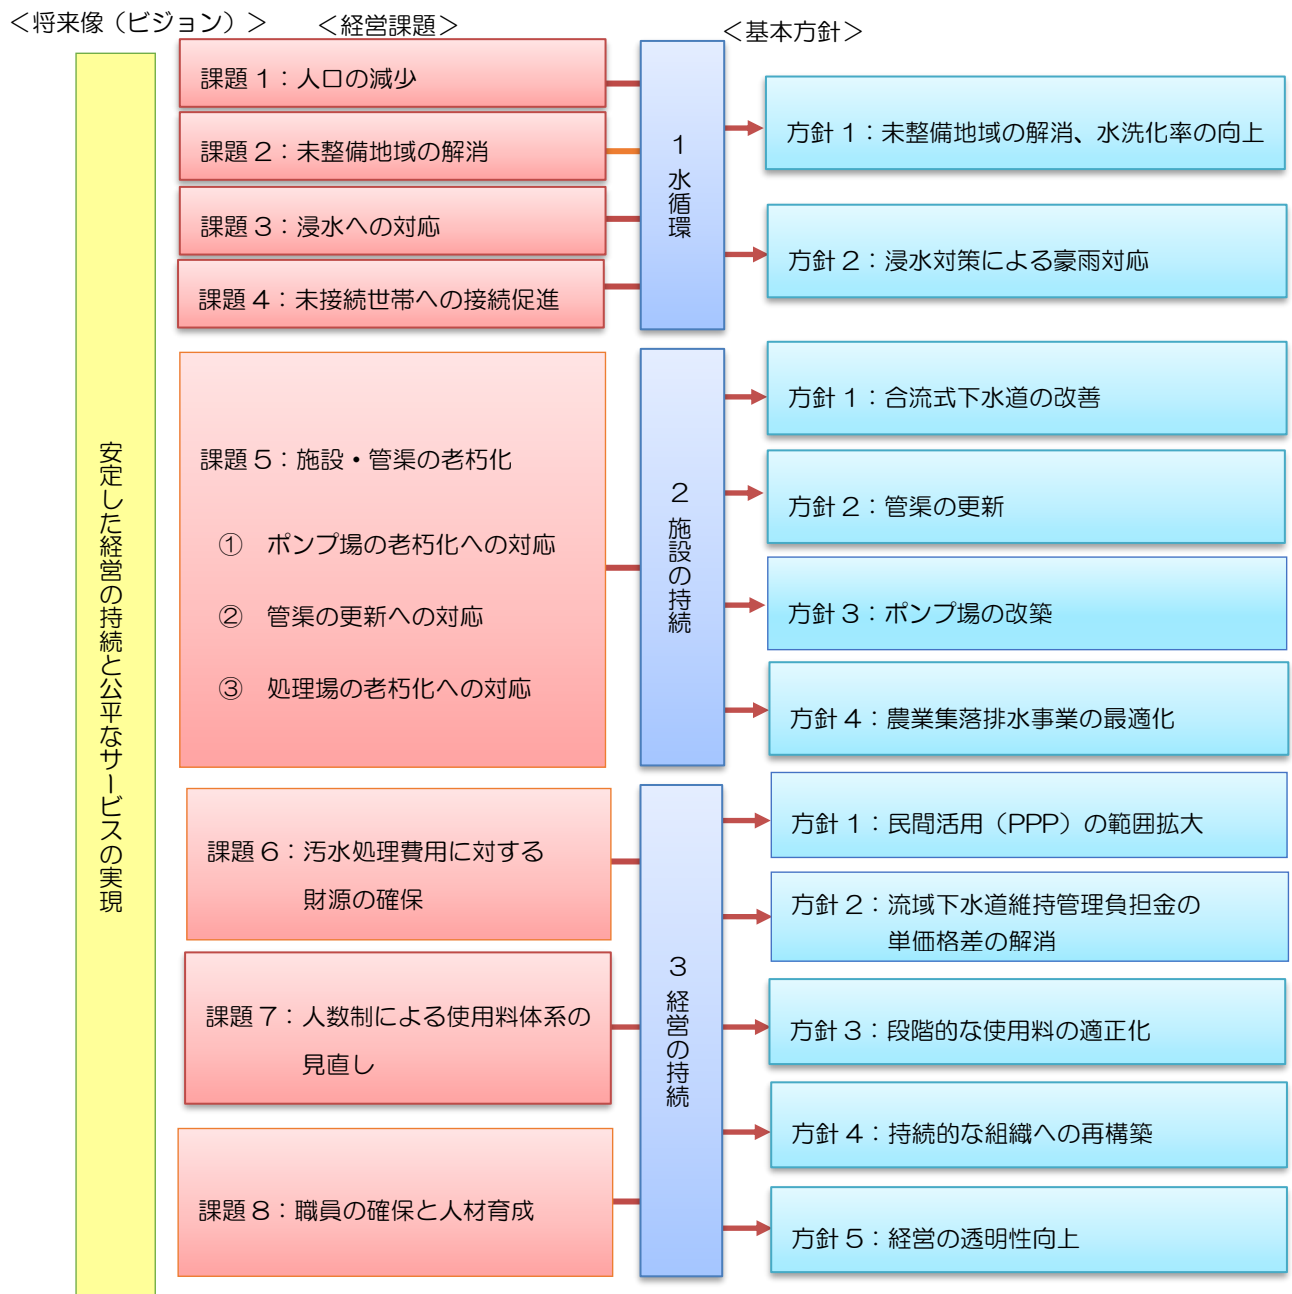 ＜将来像（ビジョン）＞
＜経営課題＞
＜基本方針＞
安定した経営の持続と公平なサービスの実現
課題１：人口の減少
課題２：未整備地域の解消
課題３：浸水への対応
課題４：未接続世帯への接続促進
１ 水循環
方針１：未整備地域の解消、水洗化率の向上
方針２：浸水対策による豪雨対応
課題５：施設・管渠の老朽化
① ポンプ場の老朽化への対応
② 管渠の更新への対応
③ 処理場の老朽化への対応
２ 施設の持続
方針１：合流式下水道の改善
方針２：管渠の更新
方針３：ポンプ場の改築
方針４：農業集落排水事業の最適化
課題６：汚水処理費用に対する
財源の確保
課題７：人数制による使用料体系の
見直し
課題８：職員の確保と人材育成
３ 経営の持続
方針１：民間活用（PPP）の範囲拡大
方針２：流域下水道維持管理負担金の
単価格差の解消
方針３：段階的な使用料の適正化
方針４：持続的な組織への再構築
方針５：経営の透明性向上